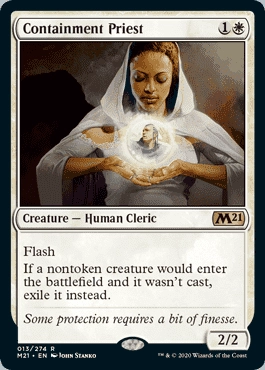 Containment Priest 1
Creature — Human Cleric M21
Flash
If a nontoken creature would enter
the battlefield and it wasn't cast,
exile it instead.
Some protection requires a bit of finesse.
2/2
013/274 R
M21 • EN JOHN STANKO ™ & © 2020 Wizards of the Coast